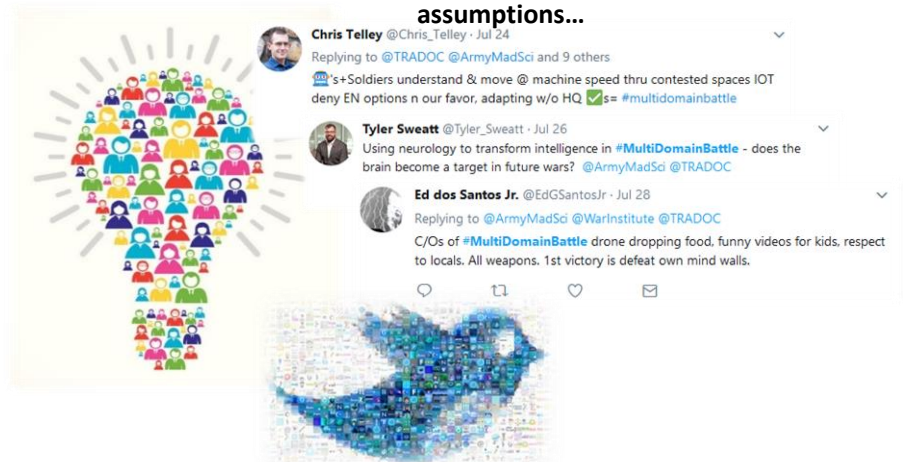 assumptions...
Chris Telley @Chris_Telley · Jul 24
Replying to @TRADOC @ArmyMadSci and 9 others
's+Soldiers understand & move @ machine speed thru contested spaces IOT
deny EN options n our favor, adapting w/o HQ ✅s= #multidomainbattle
Tyler Sweatt @Tyler_Sweatt · Jul 26
Using neurology to transform intelligence in #MultiDomainBattle - does the
brain become a target in future wars? @ArmyMadSci @TRADOC
Ed dos Santos Jr. @EdGSantosJr · Jul 28
Replying to @ArmyMadSci @WarInstitute @TRADOC
C/Os of #MultiDomainBattle drone dropping food, funny videos for kids, respect
to locals. All weapons. 1st victory is defeat own mind walls.